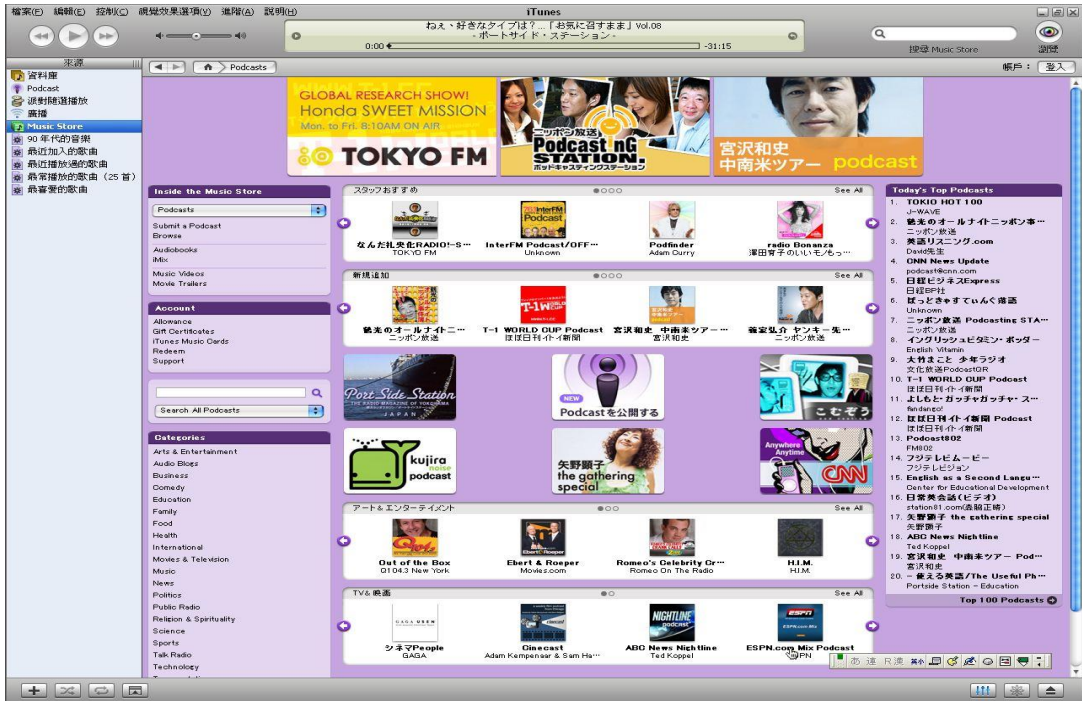 檔案(F) 編輯(E) 控制(C) 視覺效果選項(V) 進階(A) 說明(H)
iTunes
ねぇ、好きなタイプは?...「お気に召すまま」Vol.08
- ポートサイド・ステーション -
0:00
-31:15
搜尋 Music Store
瀏覽
來源
資料庫
Podcast
派對隨選播放
廣播
Music Store
90 年代的音樂
最近加入的歌曲
最近播放過的歌曲
最常播放的歌曲 (25 首)
最喜愛的歌曲
Podcasts
帳戶：
登入
GLOBAL RESEARCH SHOW!
Honda SWEET MISSION
Mon. to Fri. 8:10AM ON AIR
TOKYO FM
ニッポン放送
Podcast nG
STATION.
ポッドキャスティングステーション
宮沢和史
中南米ツアー podcast
Inside the Music Store
Podcasts
Submit a Podcast
Browse
Audiobooks
iMix
Music Videos
Movie Trailers
Account
Allowance
Gift Certificates
iTunes Music Cards
Redeem
Support
Search All Podcasts
Categories
Arts & Entertainment
Audio Blogs
Business
Comedy
Education
Family
Food
Health
International
Movies & Television
Music
News
Politics
Public Radio
Religion & Spirituality
Science
Sports
Talk Radio
Technology
スタッフおすすめ
See All
なんだ礼央化RADIO!-S…
TOKYO FM
InterFM Podcast/OFF…
Unknown
Podfinder
Adam Curry
radio Bonanza
澤田育子のいいモノ/もっ…
新規追加
See All
鶴光のオールナイトニ…
ニッポン放送
T-1 WORLD CUP Podcast
ほぼ日刊イトイ新聞
宮沢和史 中南米ツアー …
宮沢和史
義家弘介 ヤンキー先…
ニッポン放送
Port Side Station
THE RADIO MAGAZINE OF YOKOHAMA
JAPAN
NEW
Podcastを公開する
こむぞう
kujira
noise
podcast
矢野顕子
the gathering
special
Anywhere
Anytime
CNN
アート&エンターテイメント
See All
Out of the Box
Q104.3 New York
Ebert & Roeper
Movies.com
Romeo's Celebrity Cr…
Romeo On The Radio
H.I.M.
H.I.M.
TV& 映画
See All
GAGA USEN
シネマPeople
GAGA
Cinecast
Adam Kempenaar & Sam Ha…
NIGHTLINE
PODCAST
ABC News Nightline
Ted Koppel
ESPN
ESPN.com Mix
ESPN.com Mix Podcast
Today's Top Podcasts
1. TOKIO HOT 100
J-WAVE
2.鶴光のオールナイトニッポン事…
ニッポン放送
3. 英語リスニング.com
David先生
4. CNN News Update
podcast@cnn.com
5. 日経ビジネスExpress
日経BP社
6. ぽっどきゃすてぃんぐ落語
Unknown
7. ニッポン放送 Podcasting STA…
ニッポン放送
8. イングリッシュビタミン・ポッダー
English Vitamin
9. 大竹まこと 少年ラジオ
文化放送PodcastQR
10. T-1 WORLD CUP Podcast
ほぼ日刊イトイ新聞
11. よしもと・ガッチャガッチャ・ス…
fandango!
12. ほぼ日刊イトイ新聞 Podcast
ほぼ日刊イトイ新聞
13. Podcast802
FM802
14. フジテレビムービー
フジテレビジョン
15. English as a Second Langu…
Center for Educational Development
16. 日常英会話(ビデオ)
17. 矢野顕子 the gathering special
矢野顕子
18. ABC News Nightline
Ted Koppel
19. 宮沢和史 中南米ツアー Pod…
宮沢和史
20. - 使える英語/The Useful Ph…
Portside Station - Education
Top 100 Podcasts